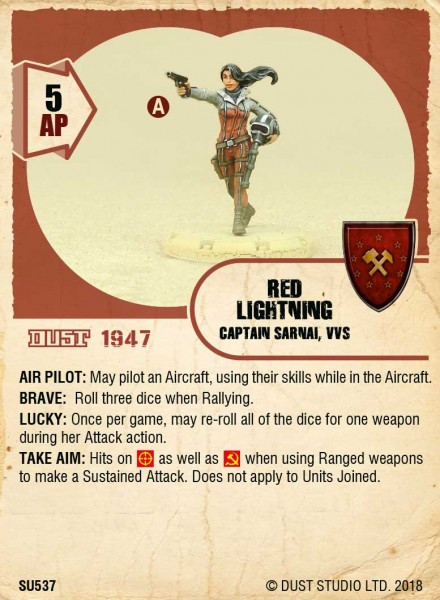 5
AP
A
RED
LIGHTNING
CAPTAIN SARNAI, VVS
DUST 1947
AIR PILOT: May pilot an Aircraft, using their skills while in the Aircraft.
BRAVE: Roll three dice when Rallying.
LUCKY: Once per game, may re-roll all of the dice for one weapon
during her Attack action.
TAKE AIM: Hits on as well as when using Ranged weapons
to make a Sustained Attack. Does not apply to Units Joined.
SU537
© DUST STUDIO LTD. 2018